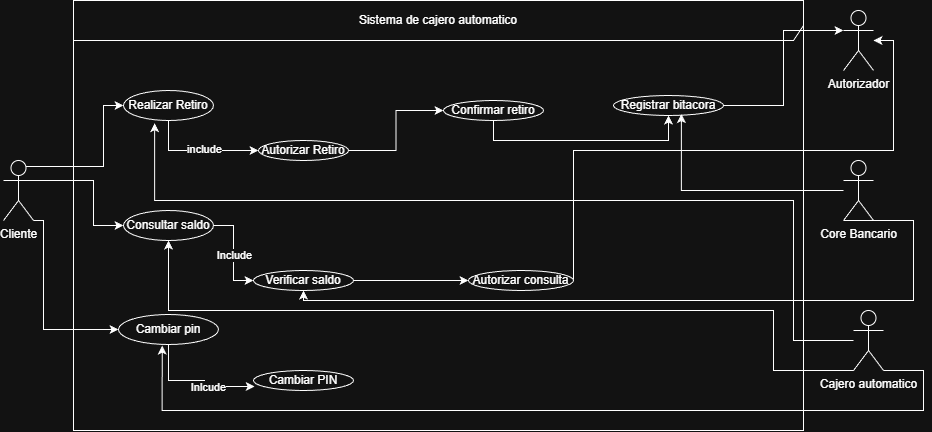 Sistema de cajero automatico
Autorizador
Realizar Retiro
Confirmar retiro
Registrar bitacora
include
Autorizar Retiro
Cliente
Consultar saldo
Core Bancario
Include
Verificar saldo
Autorizar consulta
Cambiar pin
Inlcude
Cambiar PIN
Cajero automatico